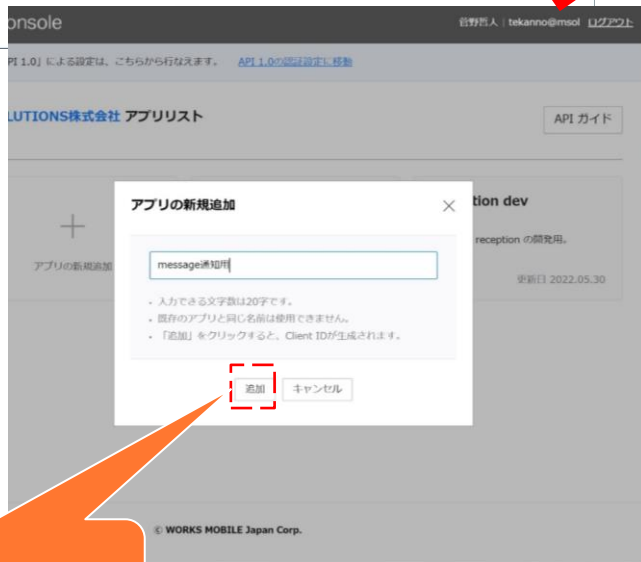 onsole
菅野哲人 | tekanno@msol ログアウト
PI 1.0」による設定は、こちらから行なえます。 API 1.0の認証設定に移動
LUTIONS株式会社 アプリリスト
API ガイド
アプリの新規追加
tion dev
reception の開発用。
更新日 2022.05.30
アプリの新規追加
message通知用
・ 入力できる文字数は20字です。
・ 既存のアプリと同じ名前は使用できません。
・ 「追加」をクリックすると、Client IDが生成されます。
追加 キャンセル
© WORKS MOBILE Japan Corp.